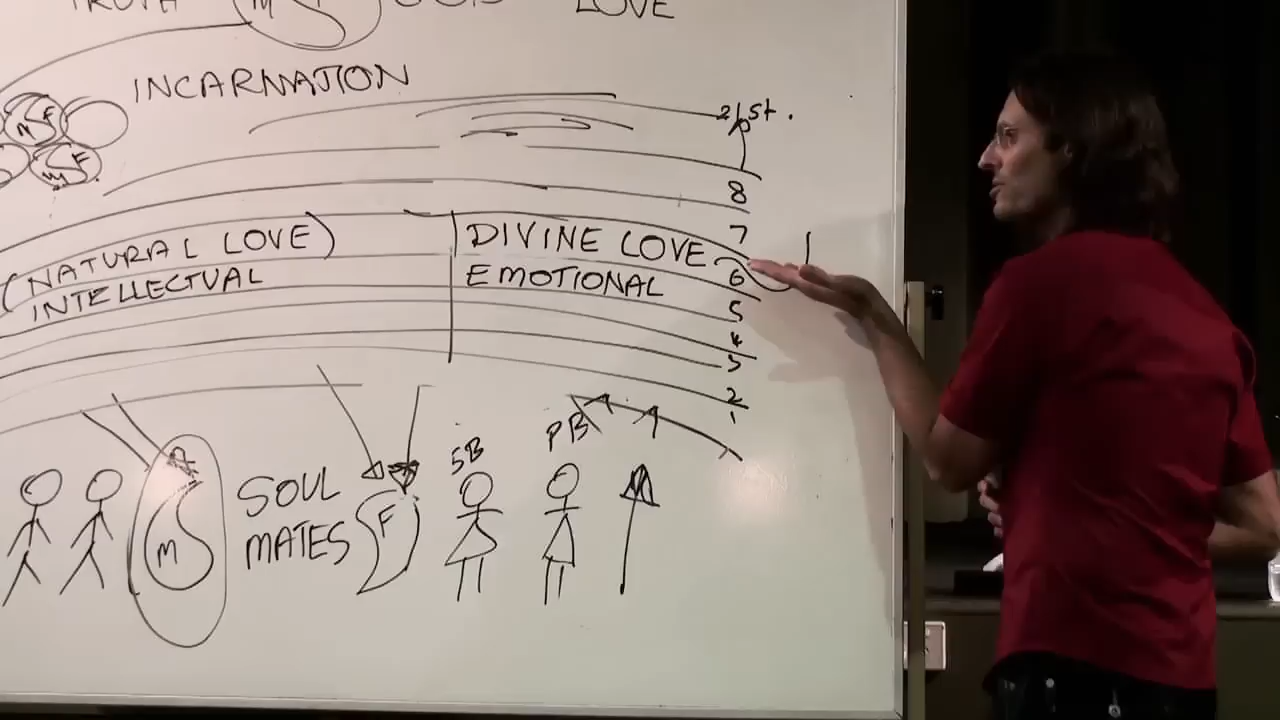 TRUTH M GOD LOVE
INCARNATION
M F
M F
21st.
8
7
(NATURAL LOVE) DIVINE LOVE
6
INTELLECTUAL EMOTIONAL
5
4
3
2
1
SB PB
SOUL
MATES
M F